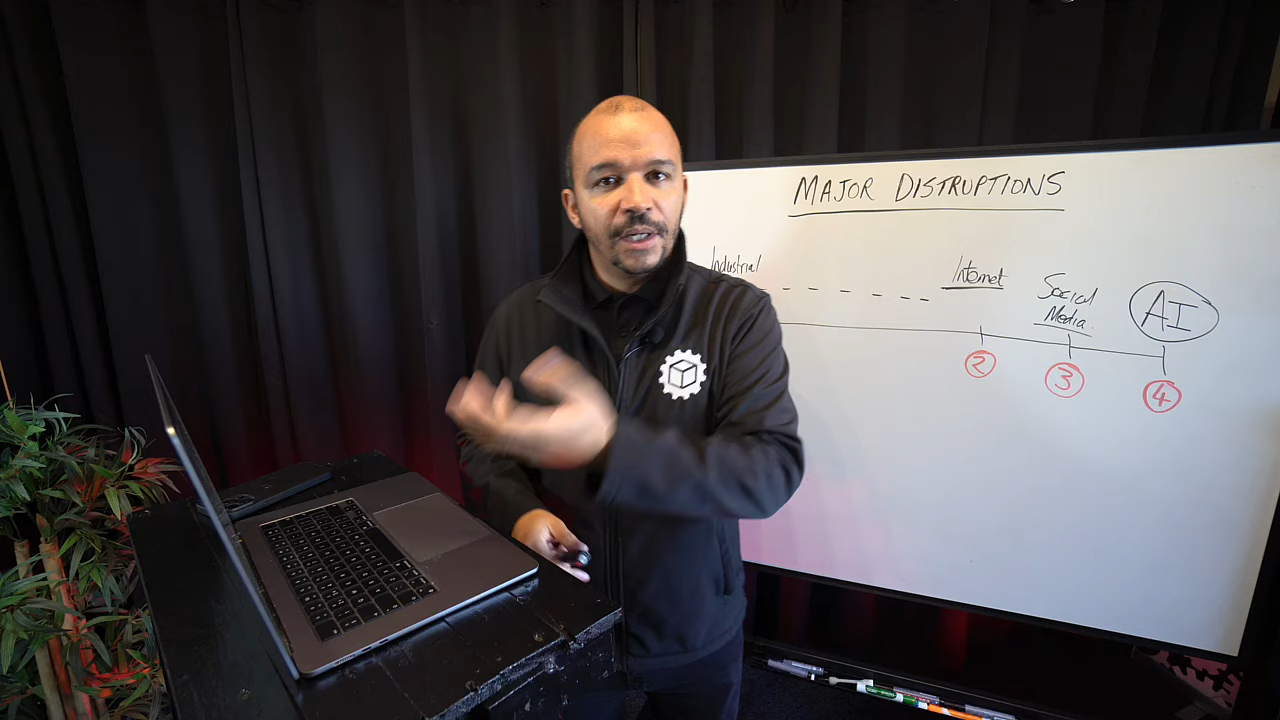 MAJOR DISTRUPTIONS
Industrial
Internet
Social
Media.
AI
2
3
4